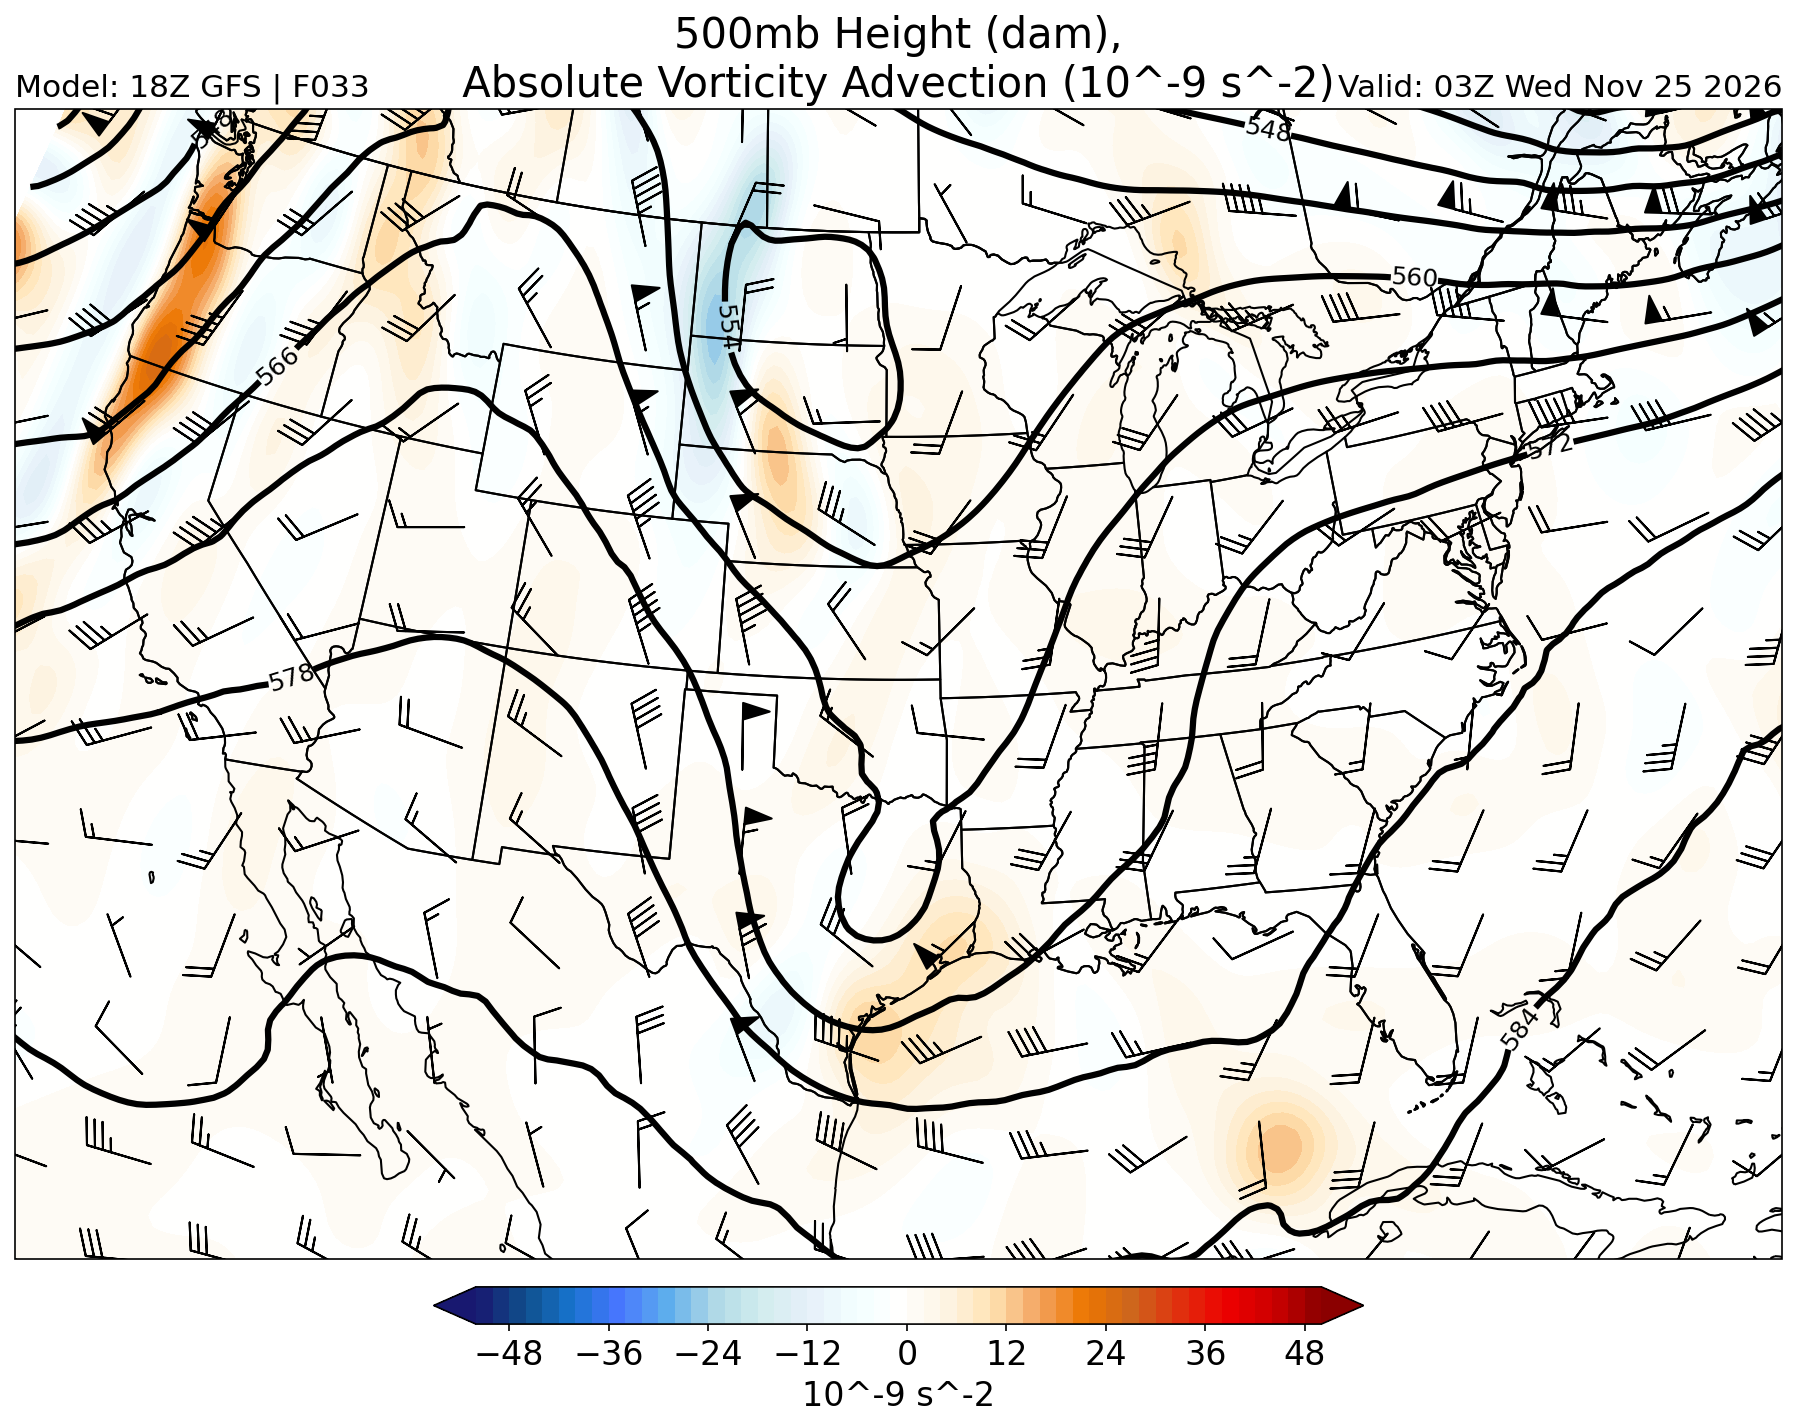 500mb Height (dam),
Model: 18Z GFS | F033 Absolute Vorticity Advection (10^-9 s^-2) Valid: 03Z Wed Nov 25 2026
548
560
554
566
572
578
584
−48 −36 −24 −12 0 12 24 36 48
10^-9 s^-2